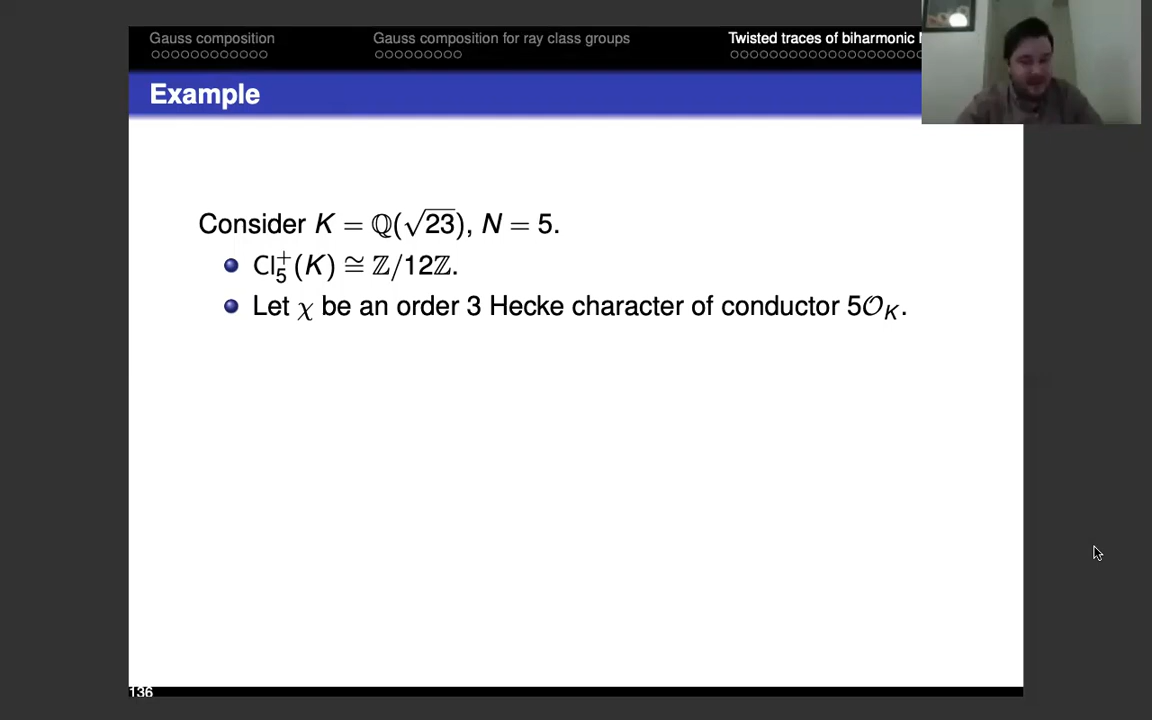 Gauss composition
Gauss composition for ray class groups
Twisted traces of biharmonic
Example
Consider K = ℚ(√23), N = 5.
Cl₅⁺(K) ≅ ℤ/12ℤ.
Let χ be an order 3 Hecke character of conductor 5𝒪_K.
136